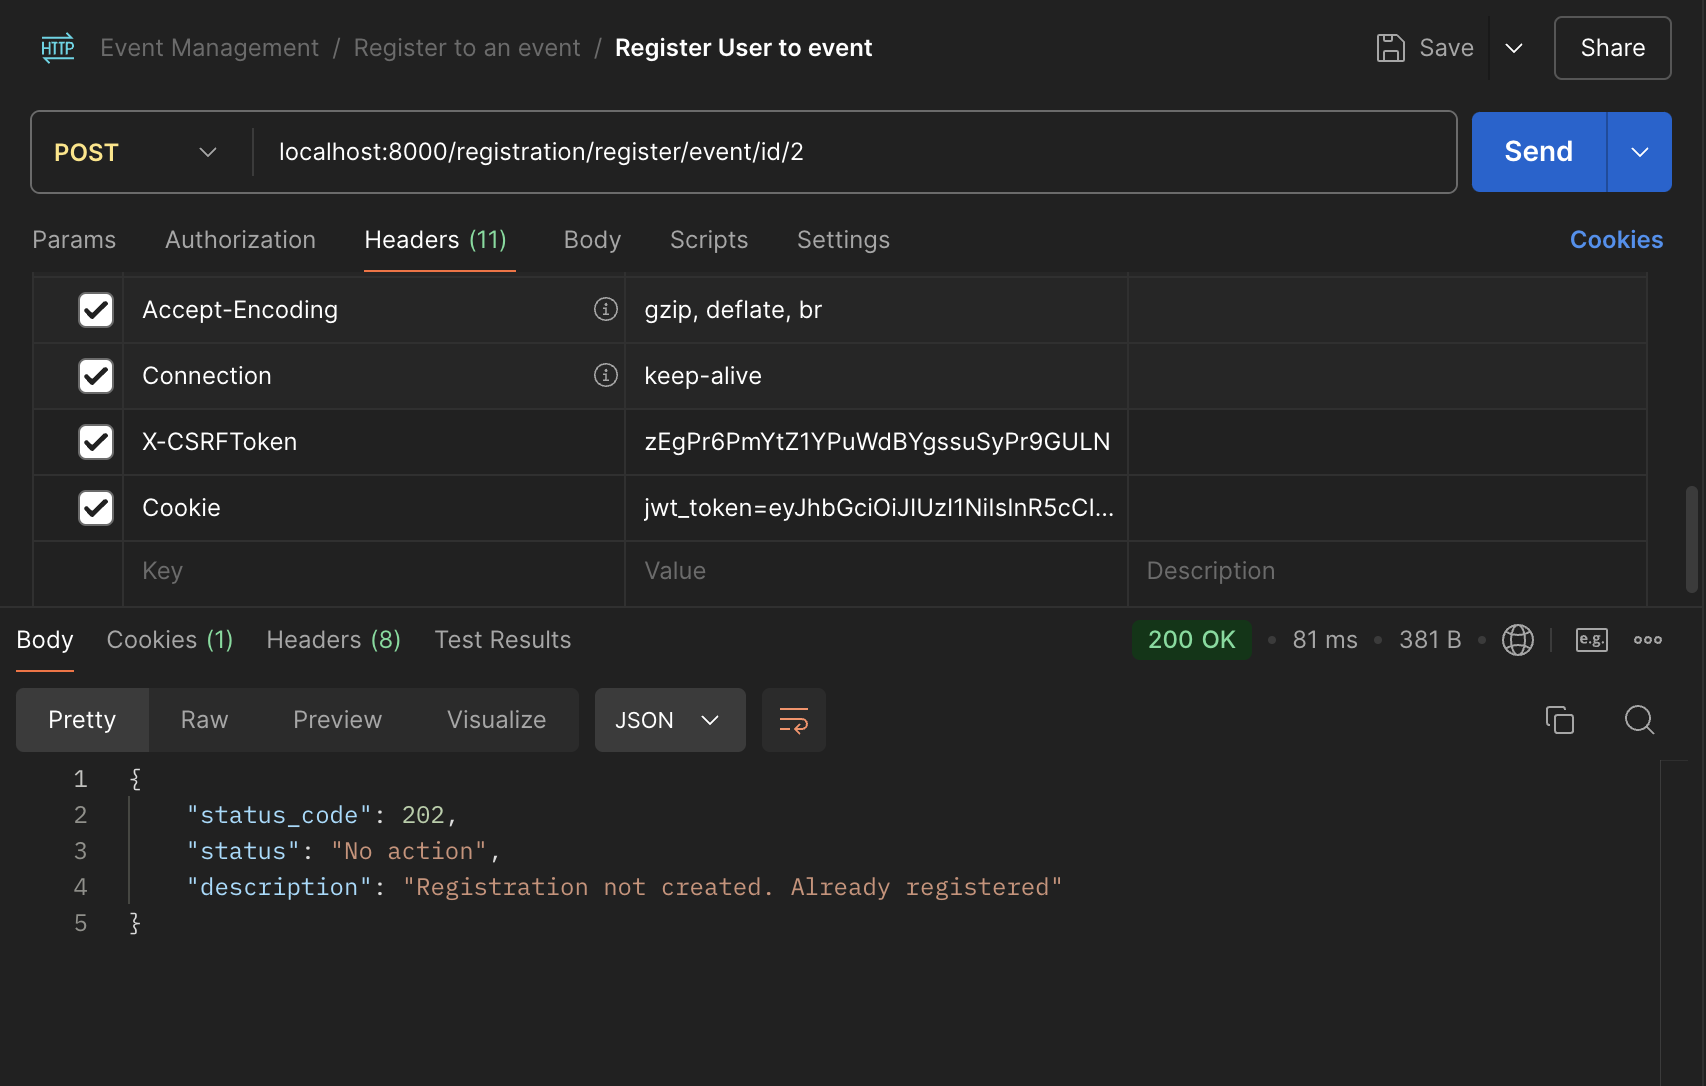 HTTP Event Management / Register to an event / Register User to event Save Share
POST localhost:8000/registration/register/event/id/2 Send
Params Authorization Headers (11) Body Scripts Settings Cookies
Accept-Encoding gzip, deflate, br
Connection keep-alive
X-CSRFToken zEgPr6PmYtZ1YPuWdBYgssuSyPr9GULN
Cookie jwt_token=eyJhbGciOiJIUzI1NiIsInR5cCI...
Key Value Description
Body Cookies (1) Headers (8) Test Results 200 OK • 81 ms • 381 B • e.g.
Pretty Raw Preview Visualize JSON
1 {
2 "status_code": 202,
3 "status": "No action",
4 "description": "Registration not created. Already registered"
5 }